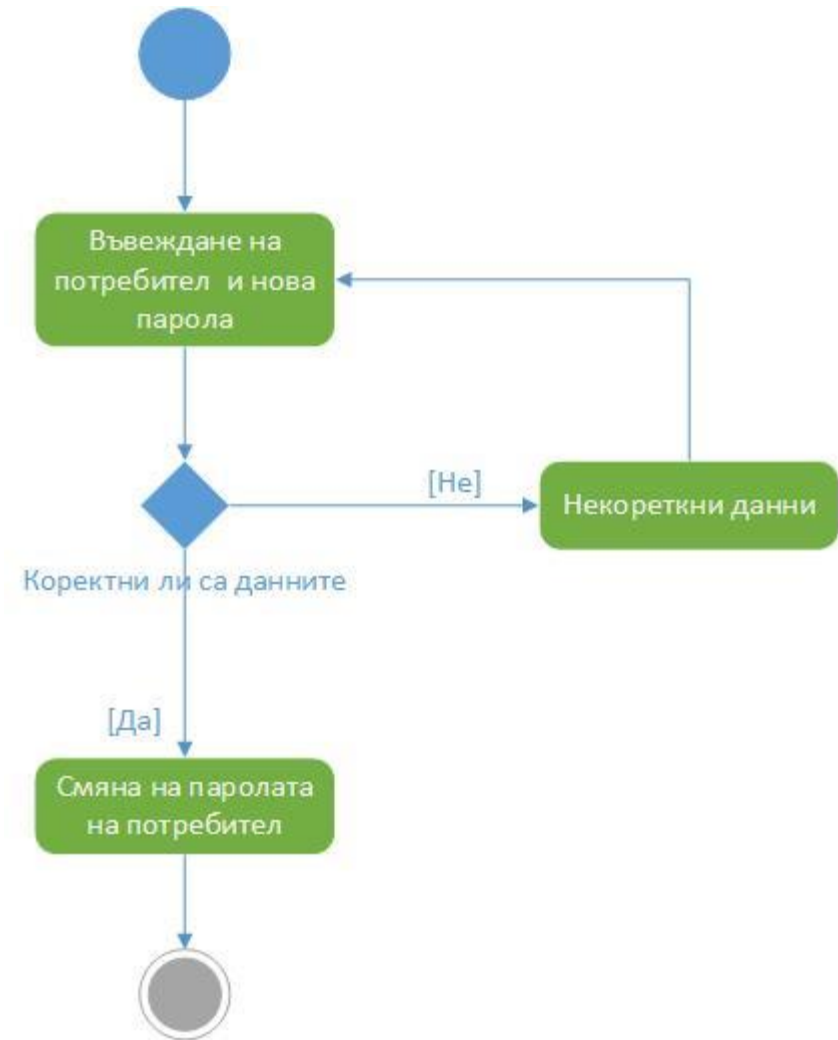 Въвеждане на
потребител и нова
парола
[Не]
Некореткни данни
Коректни ли са данните
[Да]
Смяна на паролата
на потребител